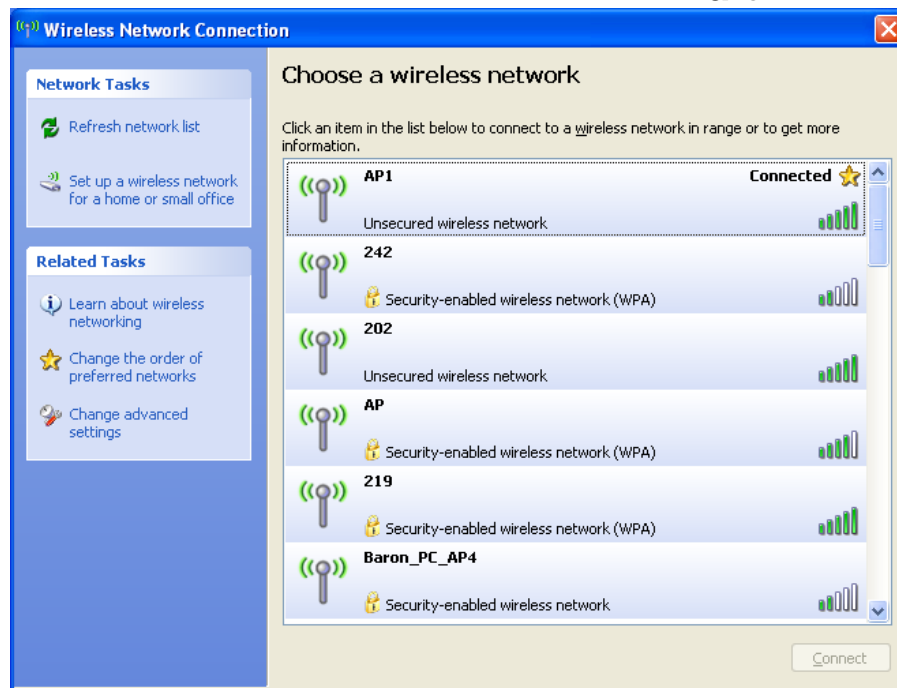 Wireless Network Connection
Network Tasks
Refresh network list
Set up a wireless network
for a home or small office
Related Tasks
Learn about wireless
networking
Change the order of
preferred networks
Change advanced
settings
Choose a wireless network
Click an item in the list below to connect to a wireless network in range or to get more
information.
AP1 Connected
Unsecured wireless network
242
Security-enabled wireless network (WPA)
202
Unsecured wireless network
AP
Security-enabled wireless network (WPA)
219
Security-enabled wireless network (WPA)
Baron_PC_AP4
Security-enabled wireless network
Connect